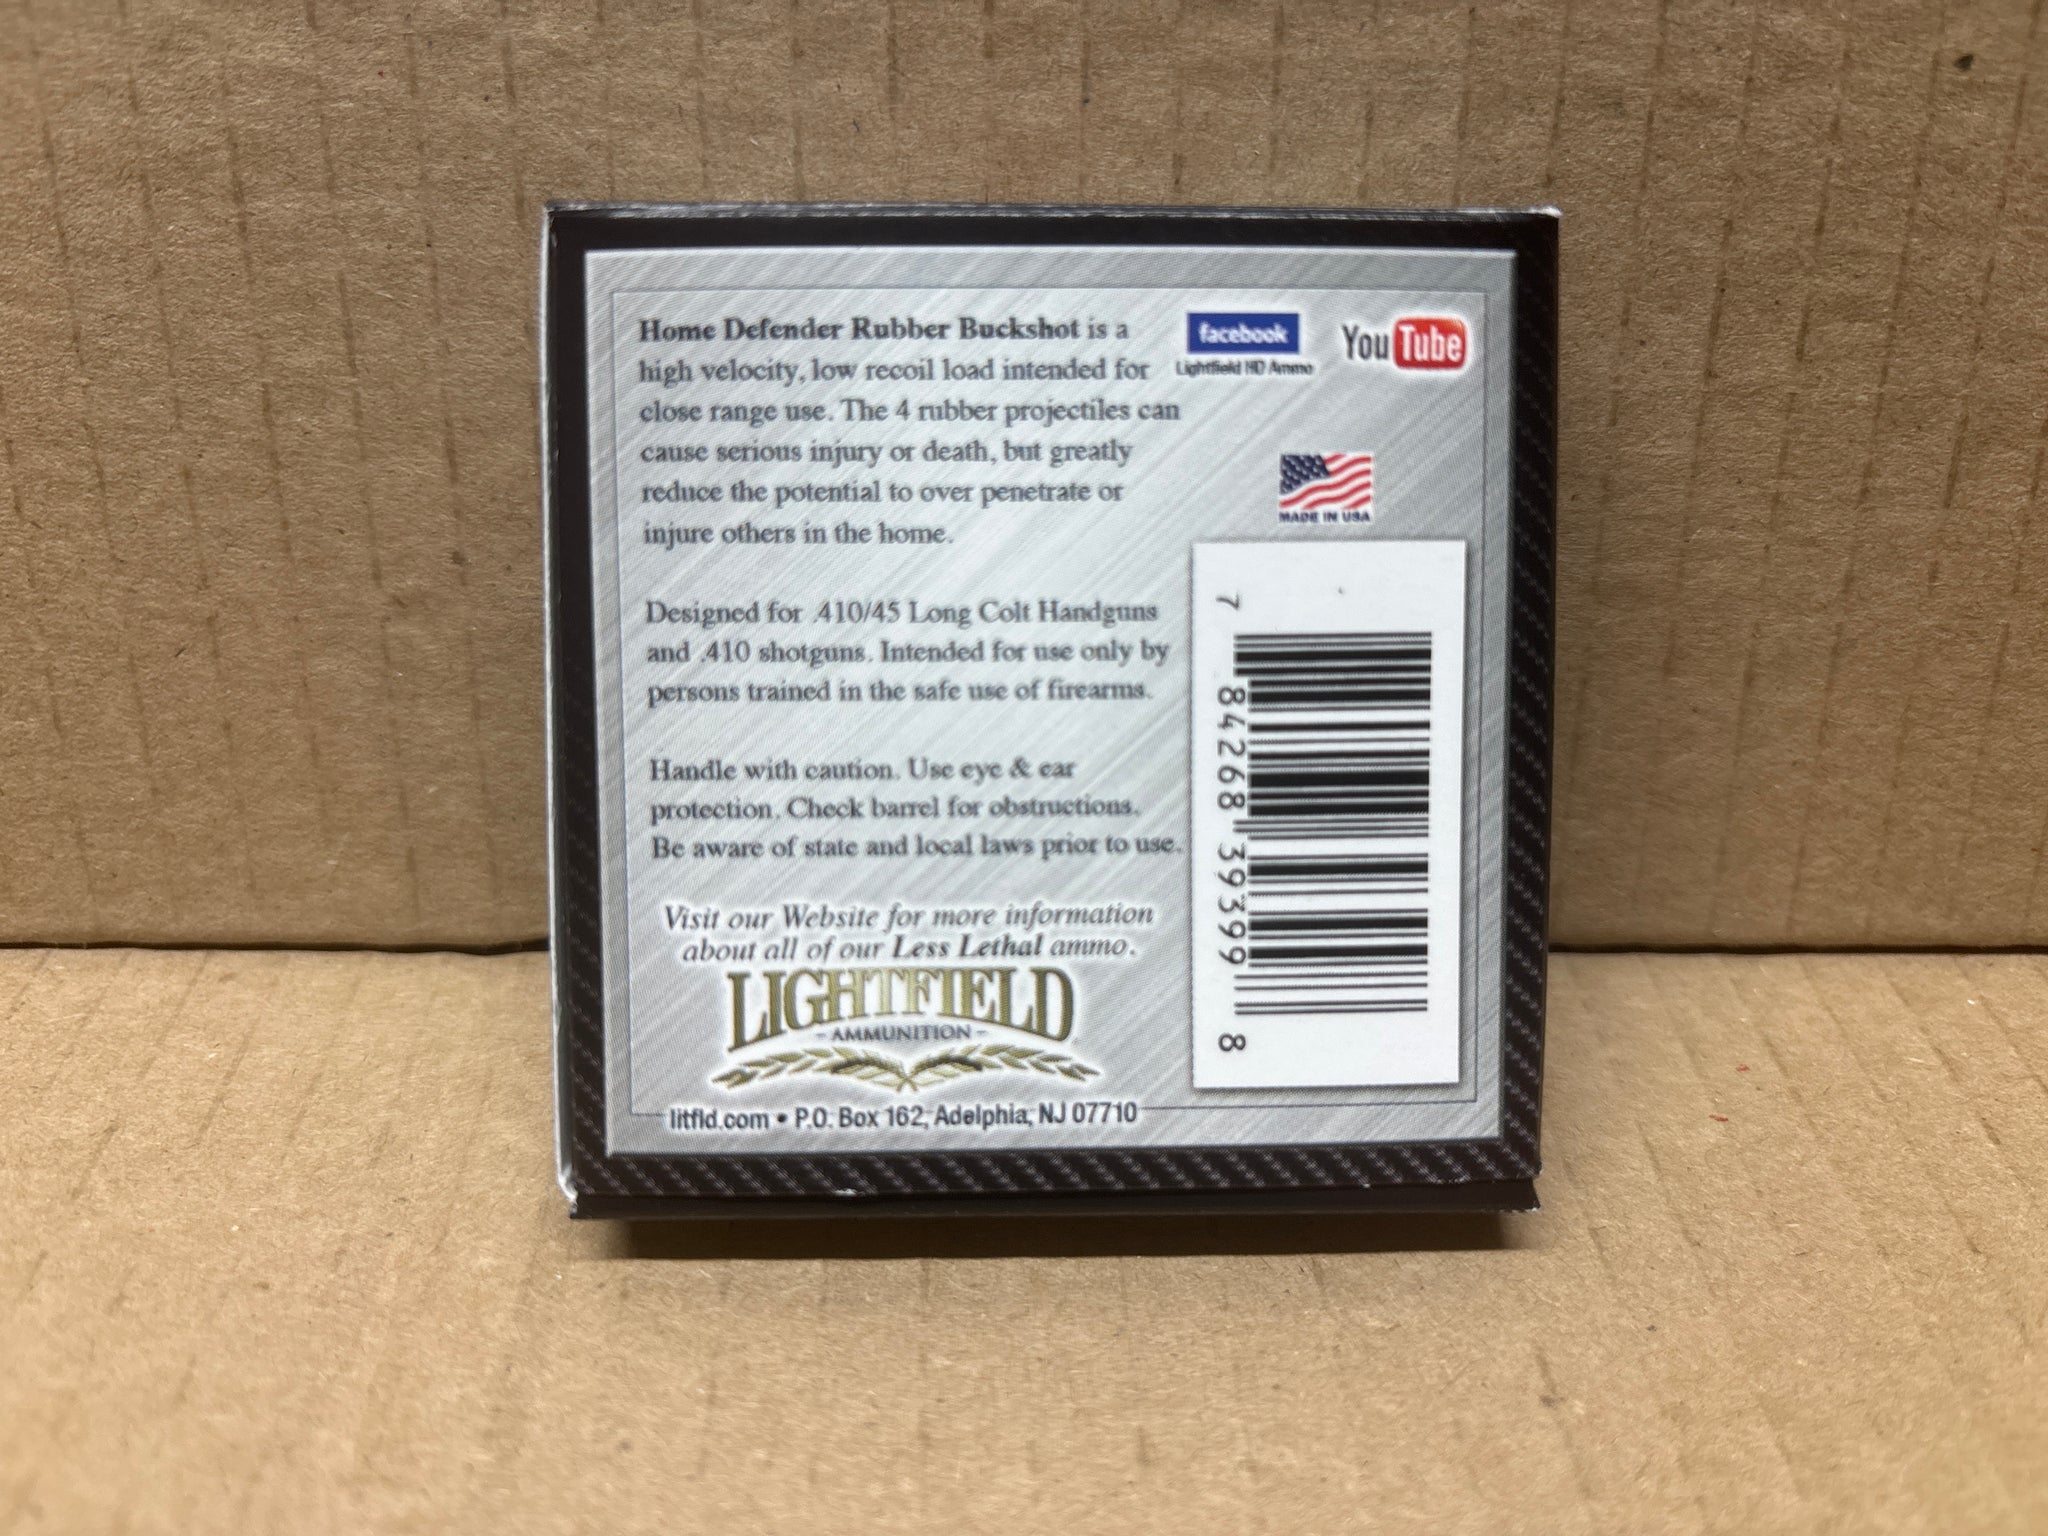 Home Defender Rubber Buckshot is a
high velocity, low recoil load intended for
close range use. The 4 rubber projectiles can
cause serious injury or death, but greatly
reduce the potential to over penetrate or
injure others in the home.
Designed for .410/45 Long Colt Handguns
and .410 shotguns. Intended for use only by
persons trained in the safe use of firearms.
Handle with caution. Use eye & ear
protection. Check barrel for obstructions.
Be aware of state and local laws prior to use.
Visit our Website for more information
about all of our Less Lethal ammo.
LIGHTFIELD
- AMMUNITION -
litfld.com • P.O. Box 162, Adelphia, NJ 07710
facebook
Lightfield HD Ammo
YouTube
MADE IN USA
7 84268 39399 8